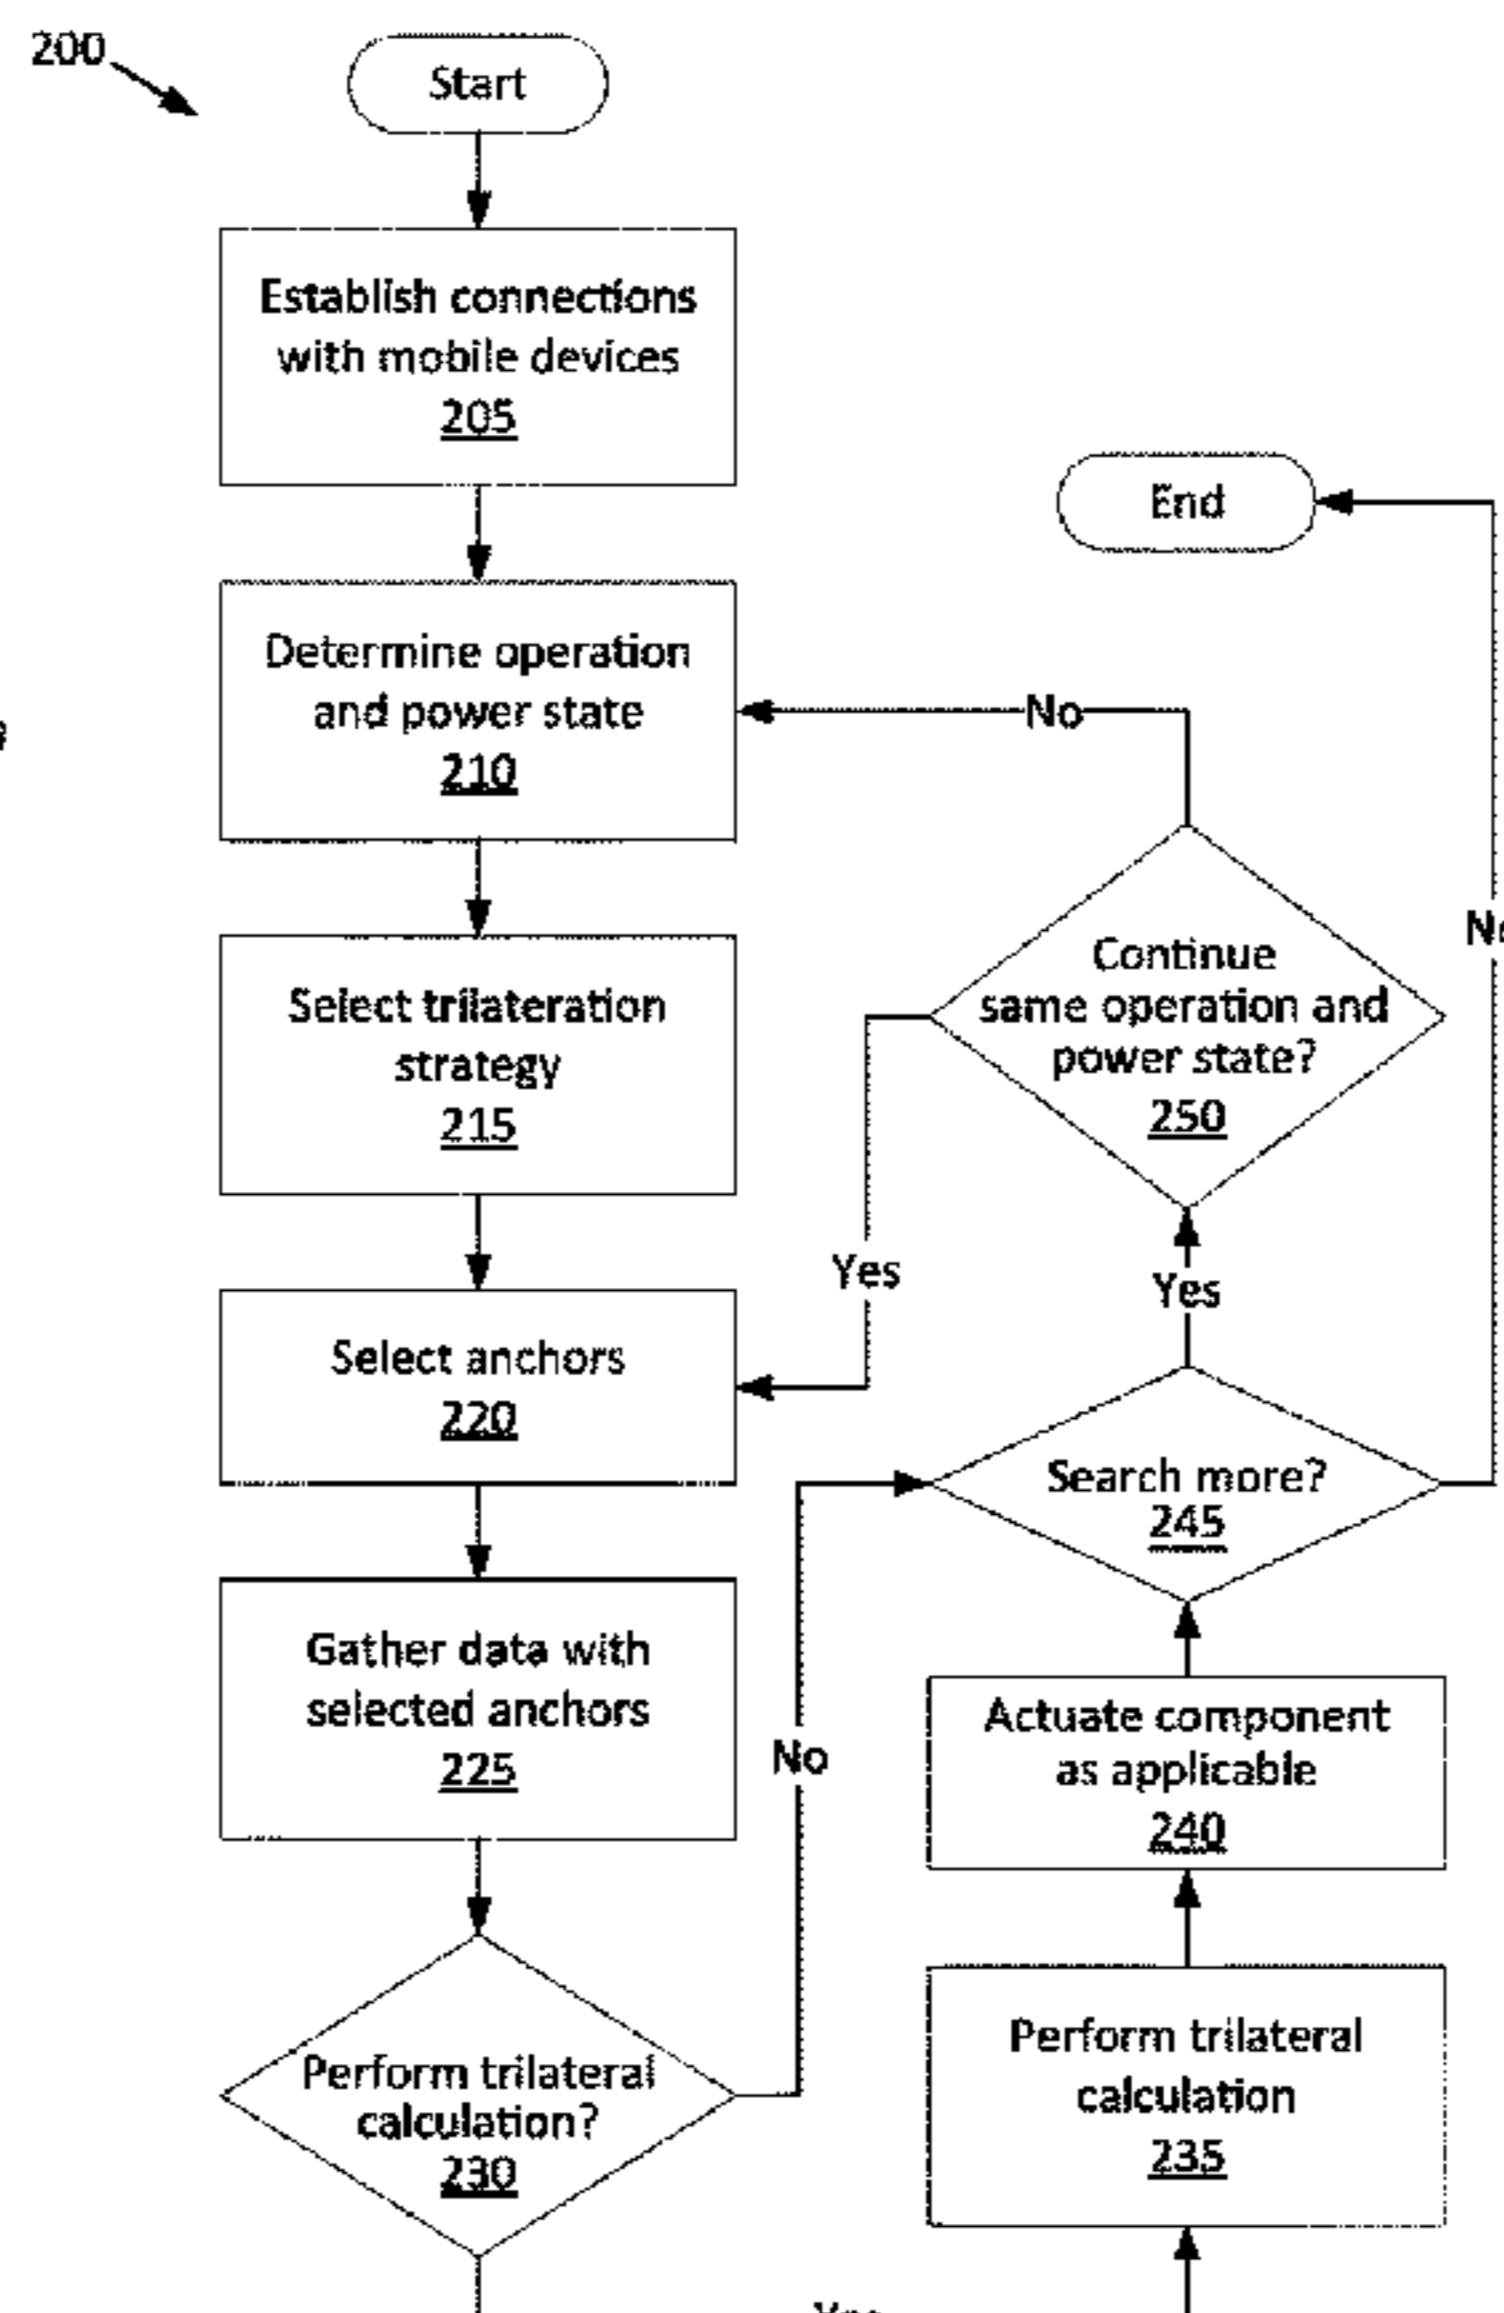 200
Start
Establish connections
with mobile devices
205
End
Determine operation
and power state
210
No
Continue
same operation and
power state?
250
Select trilateration
strategy
215
Yes
Yes
Select anchors
220
Search more?
245
Gather data with
selected anchors
225
No
Actuate component
as applicable
240
Perform trilateral
calculation?
230
Perform trilateral
calculation
235